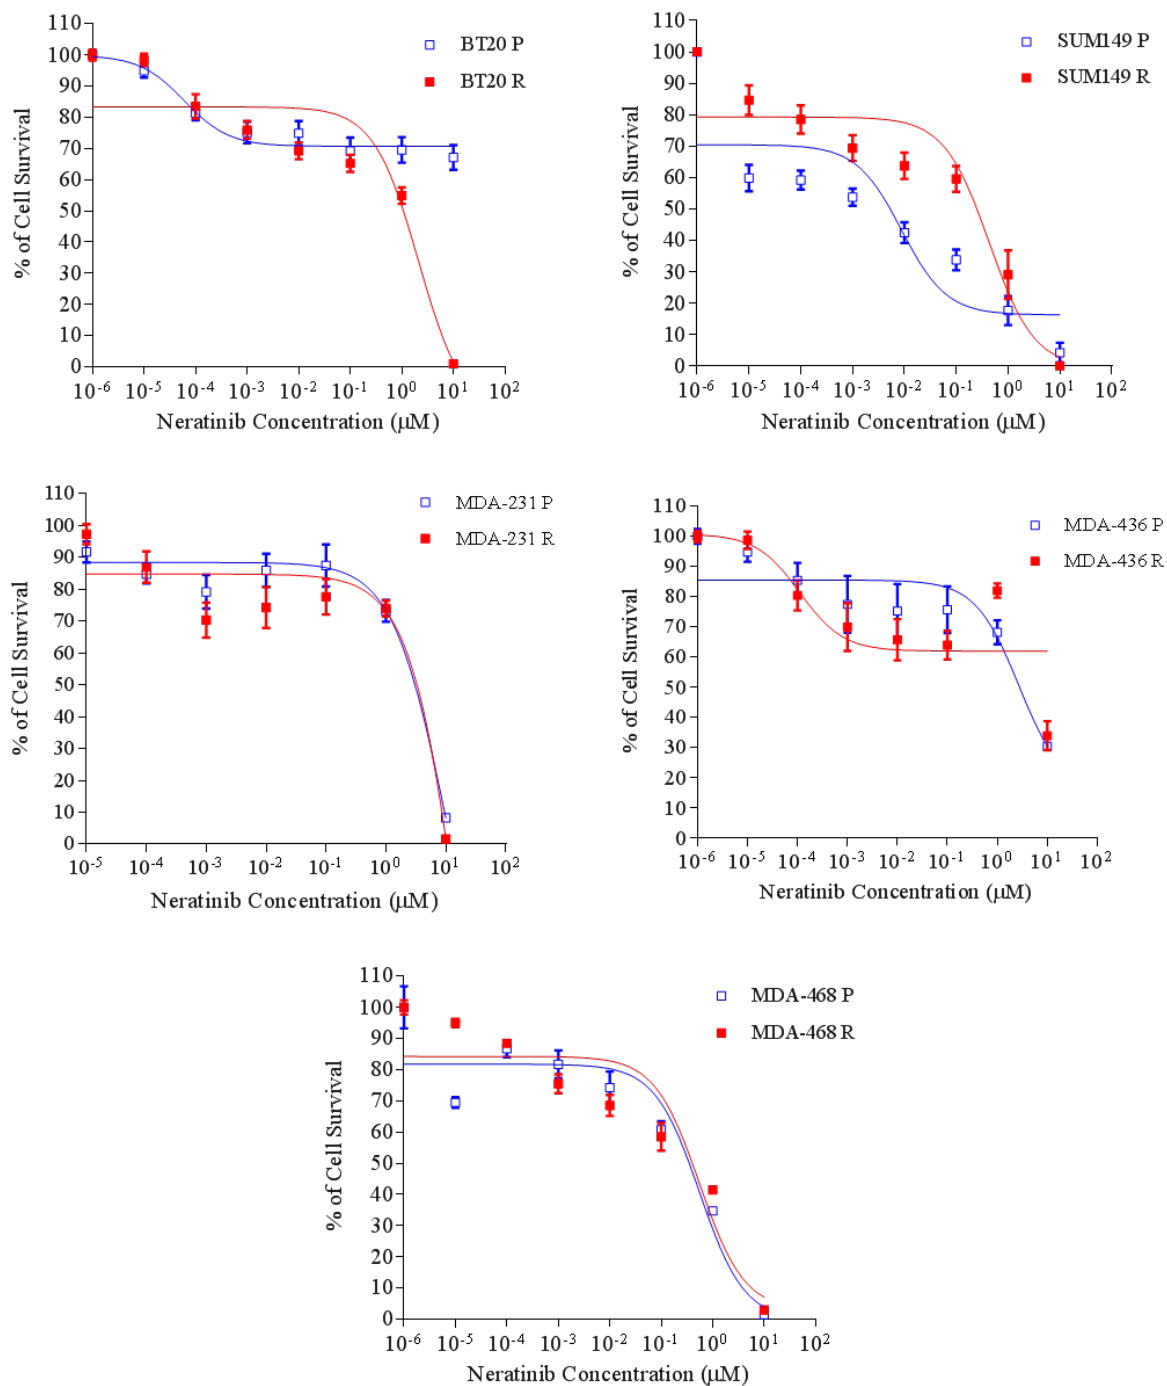 110
100
90
80
70
60
50
40
30
20
10
0
% of Cell Survival
BT20 P
BT20 R
10⁻⁶ 10⁻⁵ 10⁻⁴ 10⁻³ 10⁻² 10⁻¹ 10⁰ 10¹ 10²
Neratinib Concentration (μM)
110
100
90
80
70
60
50
40
30
20
10
0
% of Cell Survival
SUM149 P
SUM149 R
10⁻⁶ 10⁻⁵ 10⁻⁴ 10⁻³ 10⁻² 10⁻¹ 10⁰ 10¹ 10²
Neratinib Concentration (μM)
110
100
90
80
70
60
50
40
30
20
10
0
% of Cell Survival
MDA-231 P
MDA-231 R
10⁻⁵ 10⁻⁴ 10⁻³ 10⁻² 10⁻¹ 10⁰ 10¹ 10²
Neratinib Concentration (μM)
110
100
90
80
70
60
50
40
30
20
10
0
% of Cell Survival
MDA-436 P
MDA-436 R
10⁻⁶ 10⁻⁵ 10⁻⁴ 10⁻³ 10⁻² 10⁻¹ 10⁰ 10¹ 10²
Neratinib Concentration (μM)
110
100
90
80
70
60
50
40
30
20
10
0
% of Cell Survival
MDA-468 P
MDA-468 R
10⁻⁶ 10⁻⁵ 10⁻⁴ 10⁻³ 10⁻² 10⁻¹ 10⁰ 10¹ 10²
Neratinib Concentration (μM)